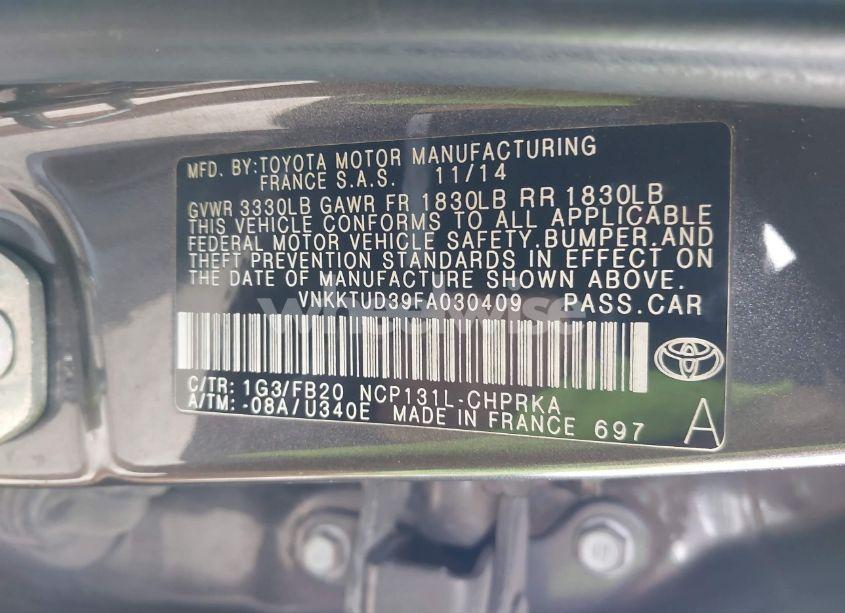 MFD. BY:TOYOTA MOTOR MANUFACTURING
FRANCE S.A.S. 11/14
GVWR 3330LB GAWR FR 1830LB RR 1830LB
THIS VEHICLE CONFORMS TO ALL APPLICABLE
FEDERAL MOTOR VEHICLE SAFETY,BUMPER,AND
THEFT PREVENTION STANDARDS IN EFFECT ON
THE DATE OF MANUFACTURE SHOWN ABOVE.
VNKKTUD39FA030409 PASS.CAR
wheelwise
C/TR: 1G3/FB20 NCP131L-CHPRKA
A/TM: -08A/U340E MADE IN FRANCE 697
A